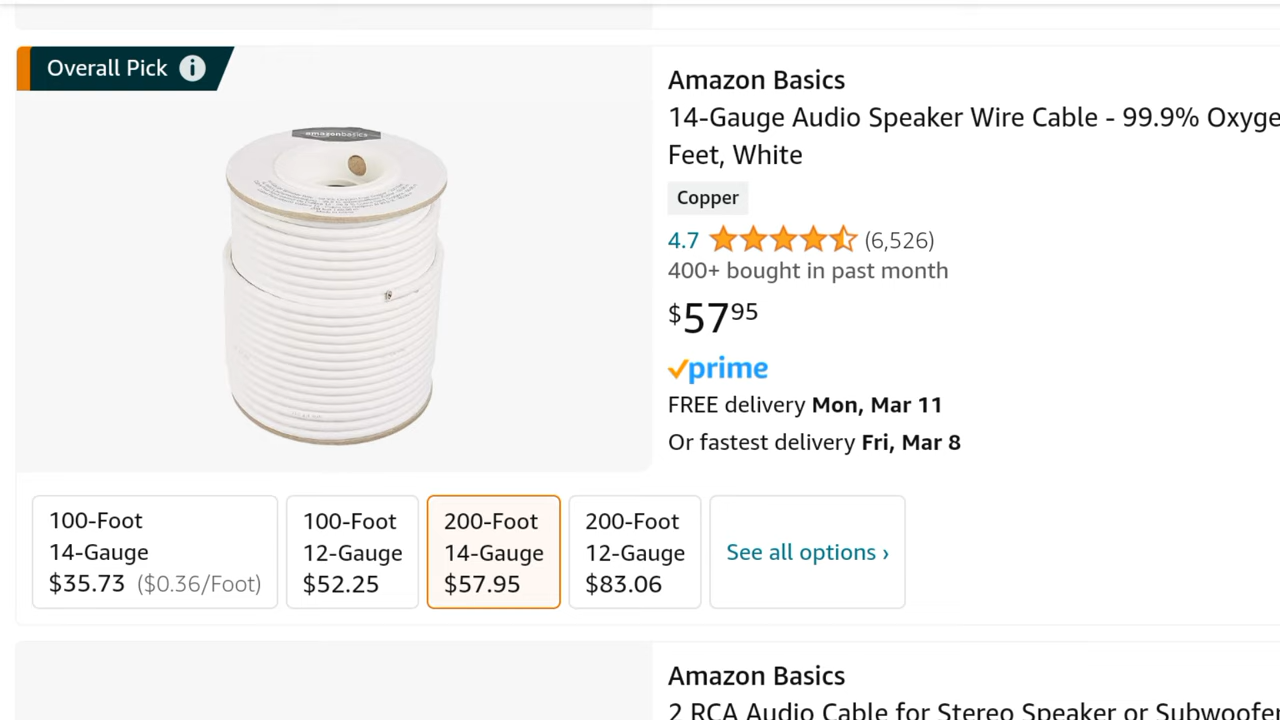 Overall Pick
amazonbasics
Amazon Basics
14-Gauge Audio Speaker Wire Cable - 99.9% Oxyge
Feet, White
Copper
4.7 (6,526)
400+ bought in past month
$5795
prime
FREE delivery Mon, Mar 11
Or fastest delivery Fri, Mar 8
100-Foot
14-Gauge
$35.73 ($0.36/Foot)
100-Foot
12-Gauge
$52.25
200-Foot
14-Gauge
$57.95
200-Foot
12-Gauge
$83.06
See all options ›
Amazon Basics
2 RCA Audio Cable for Stereo Speaker or Subwoofer